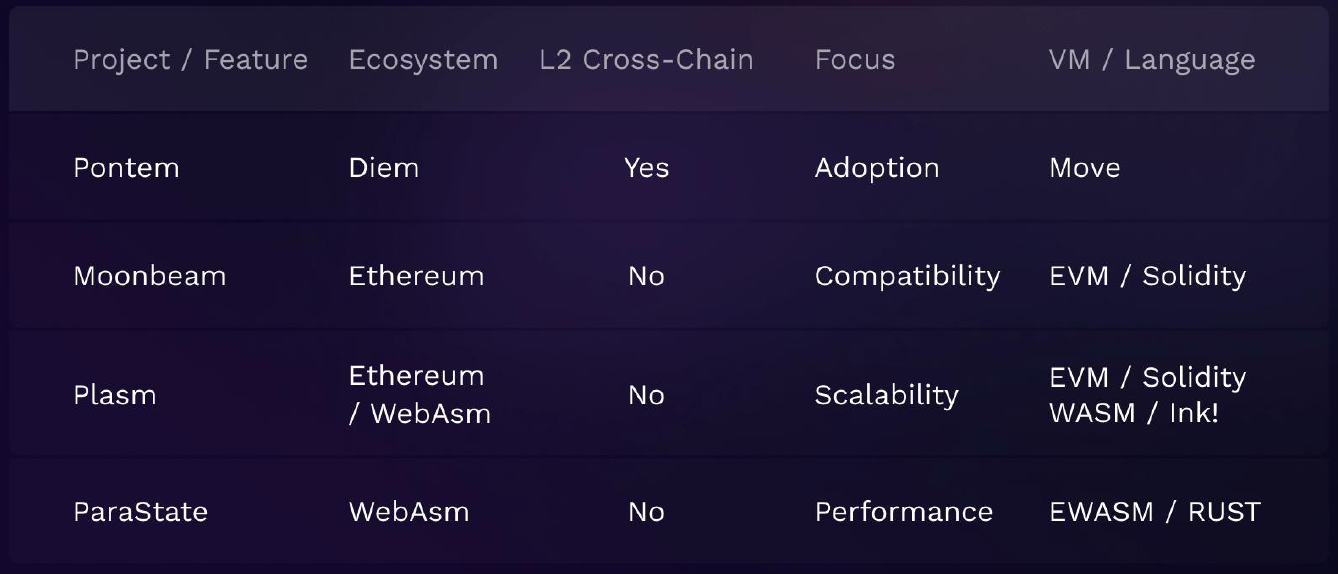 Project / Feature Ecosystem L2 Cross-Chain Focus VM / Language
Pontem Diem Yes Adoption Move
Moonbeam Ethereum No Compatibility EVM / Solidity
Plasm Ethereum / WebAsm No Scalability EVM / Solidity WASM / Ink!
ParaState WebAsm No Performance EWASM / RUST